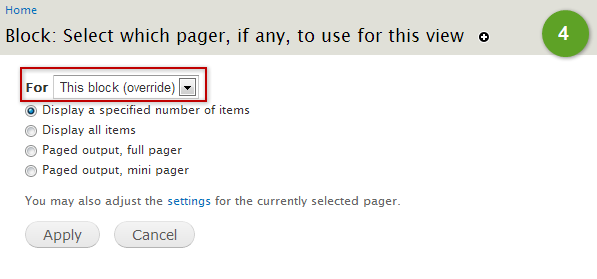 Home
Block: Select which pager, if any, to use for this view
4
For This block (override)
Display a specified number of items
Display all items
Paged output, full pager
Paged output, mini pager
You may also adjust the settings for the currently selected pager.
Apply Cancel